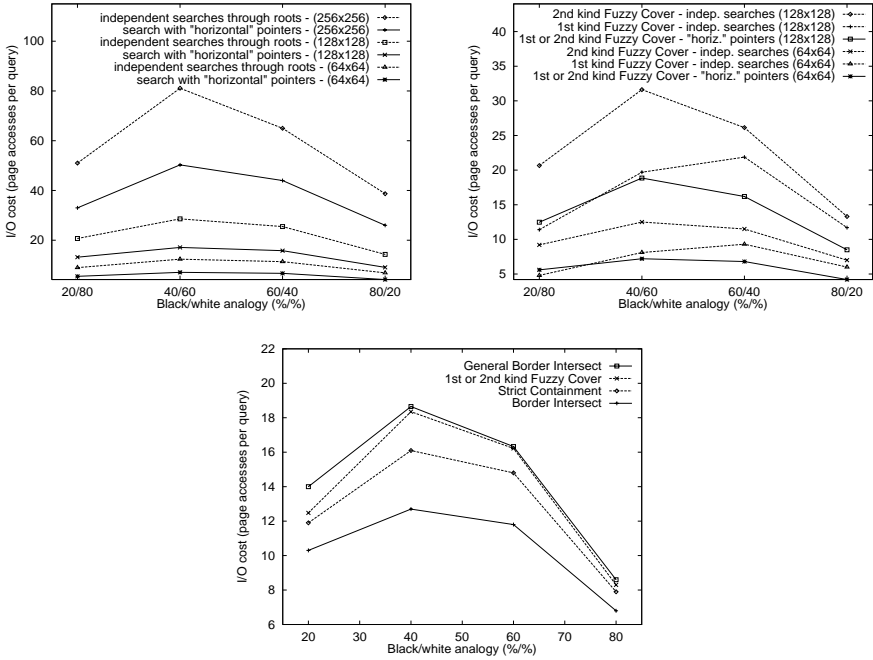 independent searches through roots - (256x256)
search with "horizontal" pointers - (256x256)
independent searches through roots - (128x128)
search with "horizontal" pointers - (128x128)
independent searches through roots - (64x64)
search with "horizontal" pointers - (64x64)
100
80
60
40
20
I/O cost (page accesses per query)
20/80 40/60 60/40 80/20
Black/white analogy (%/%)
2nd kind Fuzzy Cover - indep. searches (128x128)
1st kind Fuzzy Cover - indep. searches (128x128)
1st or 2nd kind Fuzzy Cover - "horiz." pointers (128x128)
2nd kind Fuzzy Cover - indep. searches (64x64)
1st kind Fuzzy Cover - indep. searches (64x64)
1st or 2nd kind Fuzzy Cover - "horiz." pointers (64x64)
40
35
30
25
20
15
10
5
I/O cost (page accesses per query)
20/80 40/60 60/40 80/20
Black/white analogy (%/%)
General Border Intersect
1st or 2nd kind Fuzzy Cover
Strict Containment
Border Intersect
22
20
18
16
14
12
10
8
6
I/O cost (page accesses per query)
20 30 40 50 60 70 80
Black/white analogy (%/%)